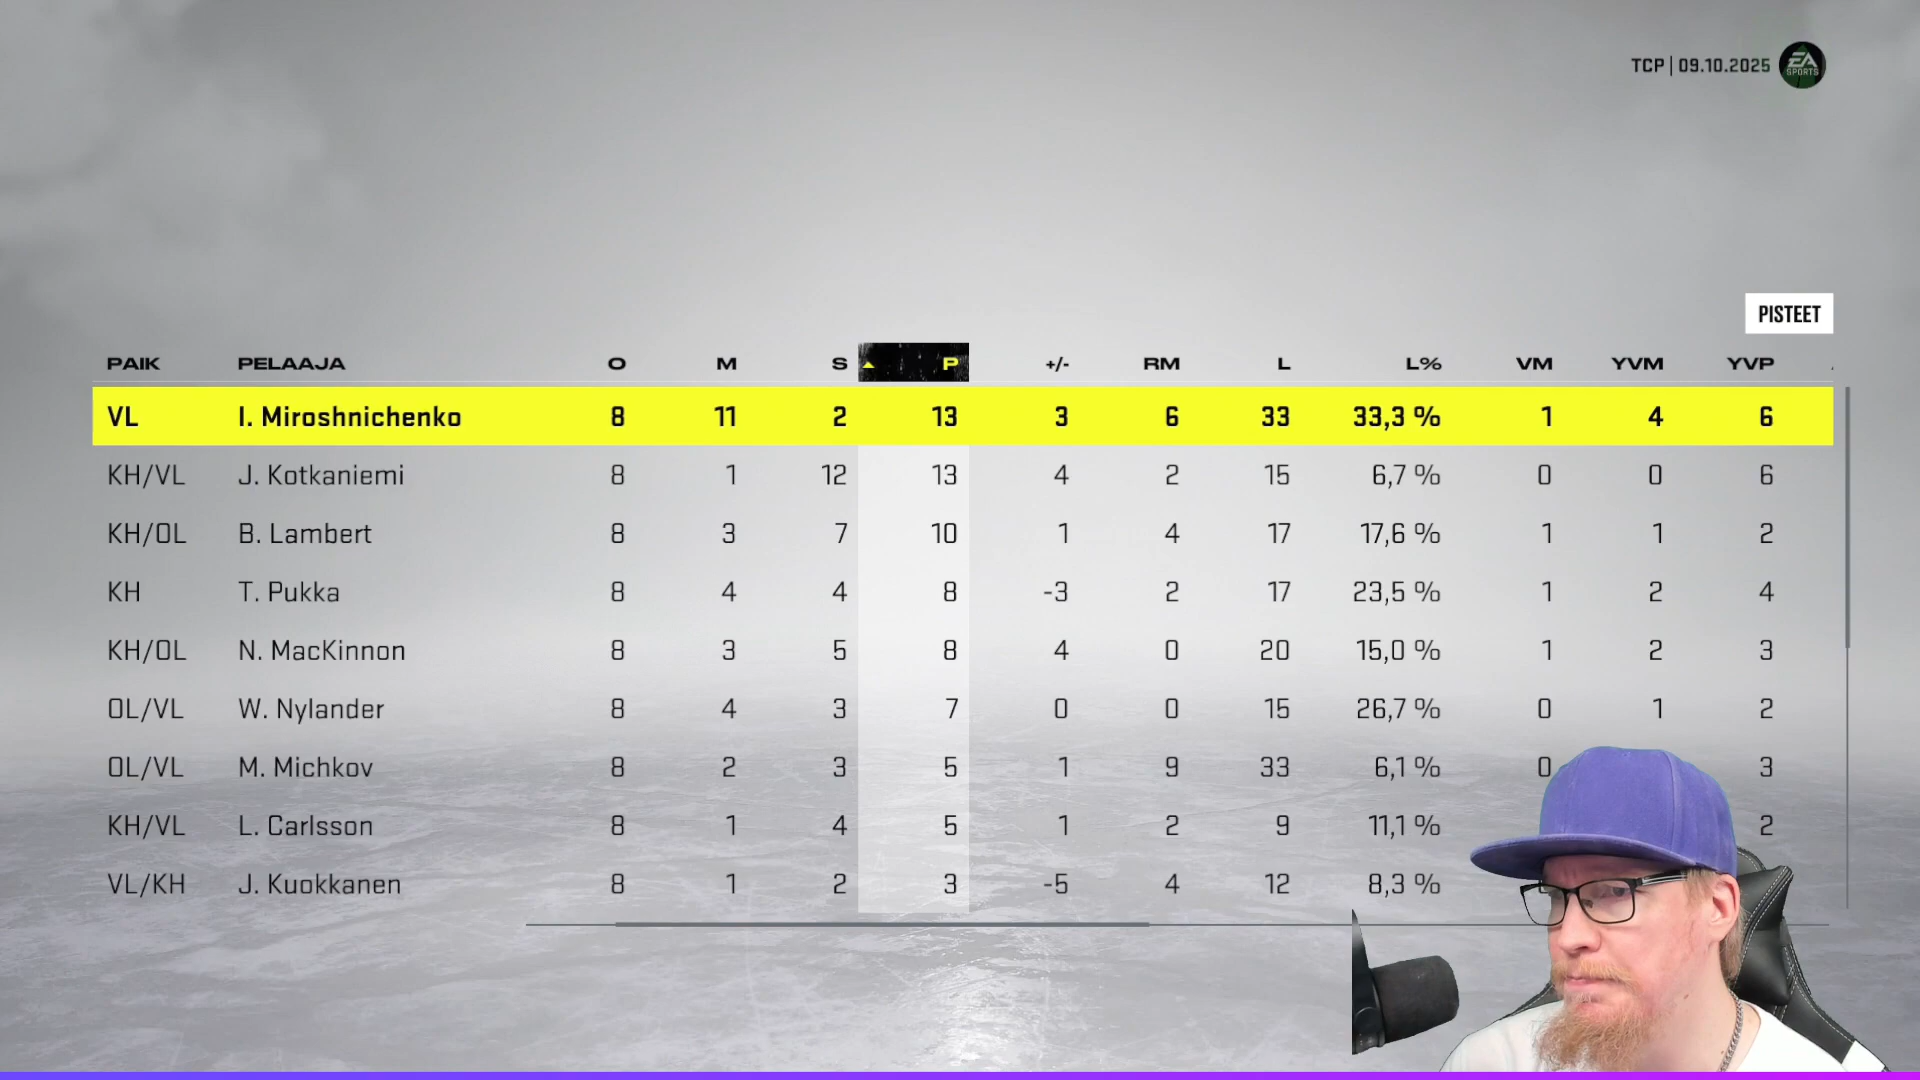 TCP | 09.10.2025 EA SPORTS
PISTEET
PAIK PELAAJA O M S P +/- RM L L% VM YVM YVP
VL I. Miroshnichenko 8 11 2 13 3 6 33 33,3 % 1 4 6
KH/VL J. Kotkaniemi 8 1 12 13 4 2 15 6,7 % 0 0 6
KH/OL B. Lambert 8 3 7 10 1 4 17 17,6 % 1 1 2
KH T. Pukka 8 4 4 8 -3 2 17 23,5 % 1 2 4
KH/OL N. MacKinnon 8 3 5 8 4 0 20 15,0 % 1 2 3
OL/VL W. Nylander 8 4 3 7 0 0 15 26,7 % 0 1 2
OL/VL M. Michkov 8 2 3 5 1 9 33 6,1 % 0 3
KH/VL L. Carlsson 8 1 4 5 1 2 9 11,1 % 2
VL/KH J. Kuokkanen 8 1 2 3 -5 4 12 8,3 %